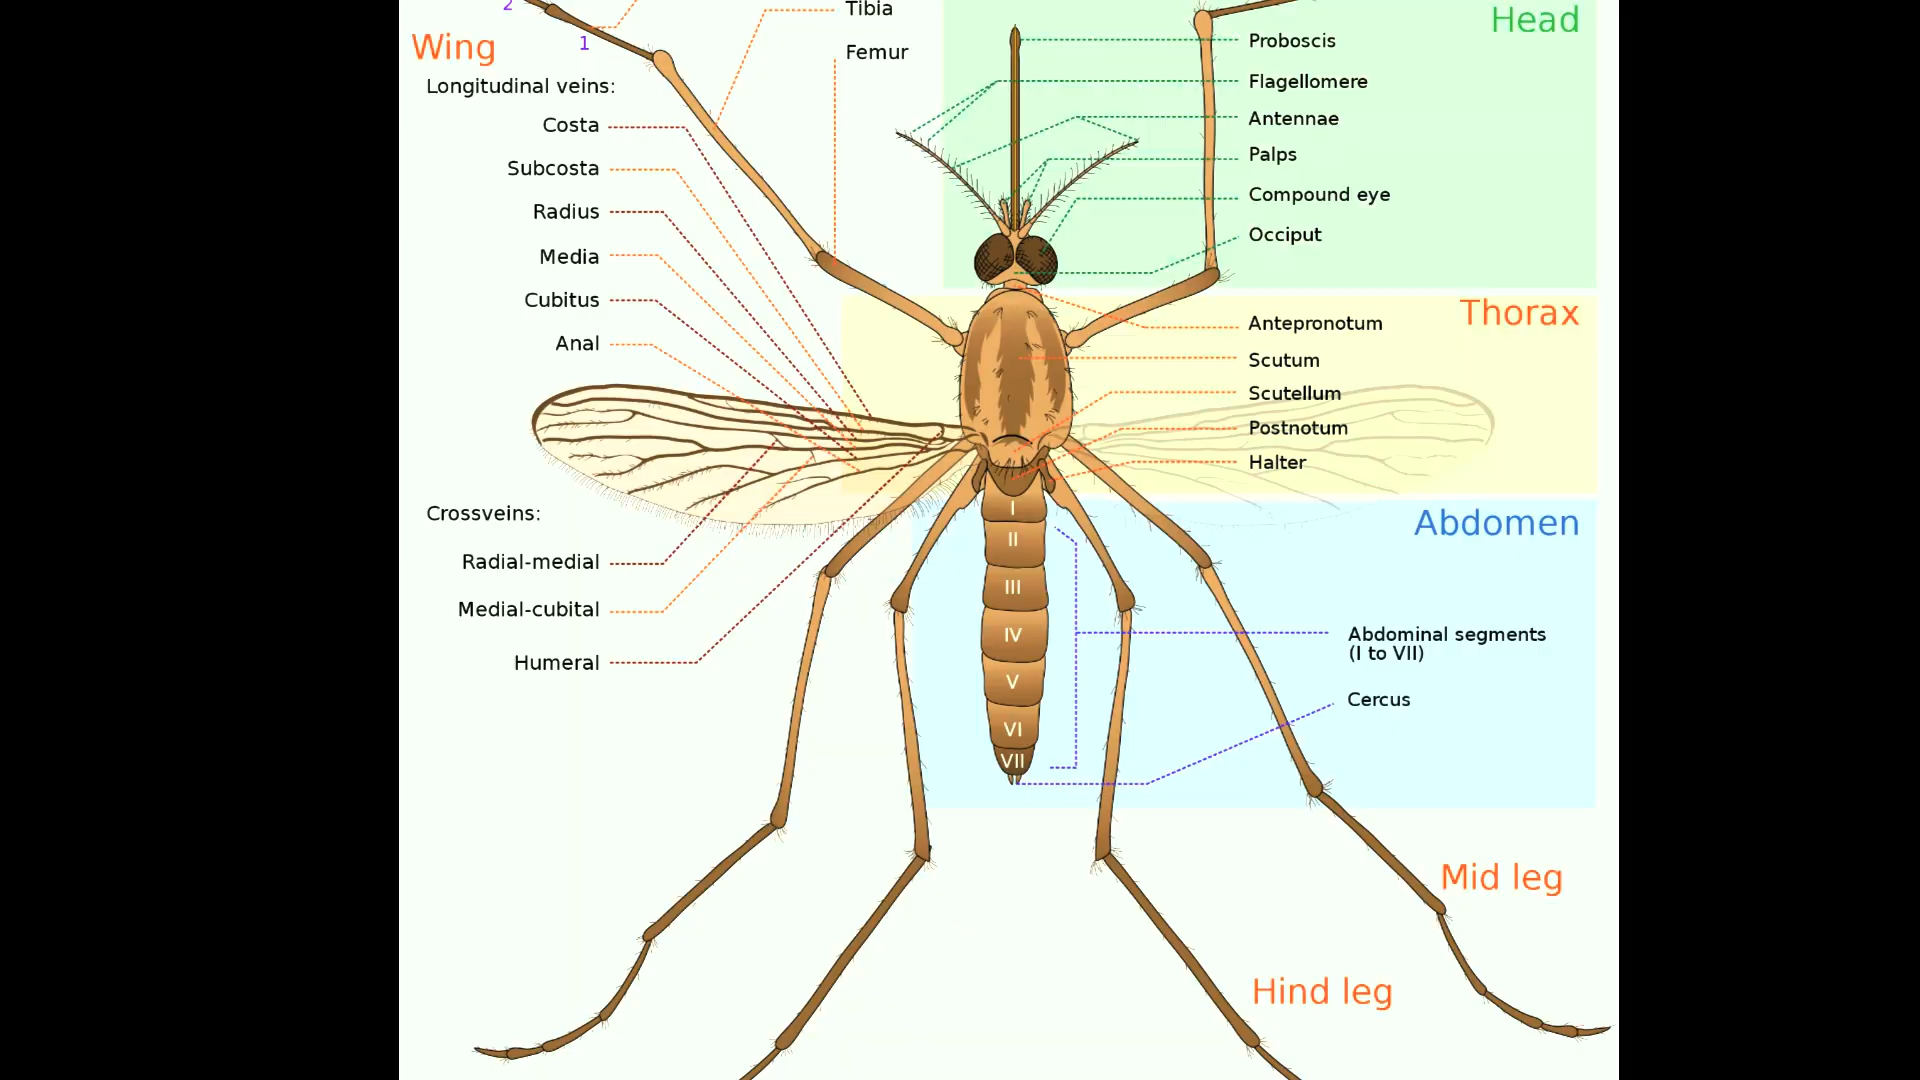 2
1
Tibia
Femur
Wing
Longitudinal veins:
Costa
Subcosta
Radius
Media
Cubitus
Anal
Crossveins:
Radial-medial
Medial-cubital
Humeral
Head
Proboscis
Flagellomere
Antennae
Palps
Compound eye
Occiput
Thorax
Antepronotum
Scutum
Scutellum
Postnotum
Halter
Abdomen
I
II
III
IV
V
VI
VII
Abdominal segments
(I to VII)
Cercus
Mid leg
Hind leg